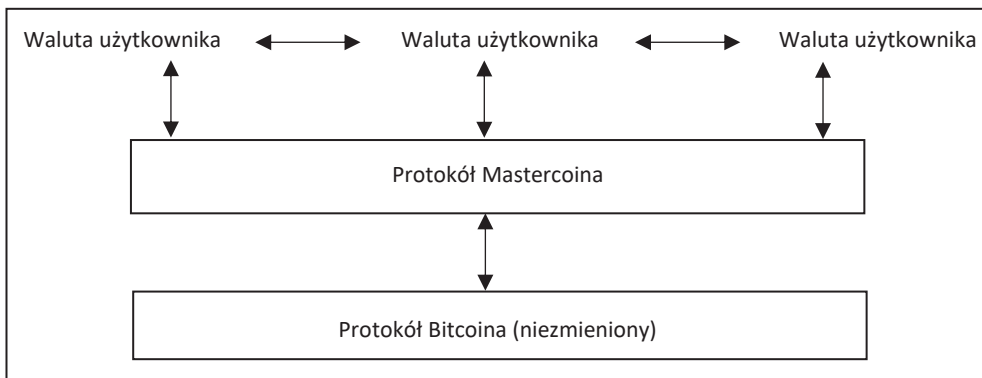 Waluta użytkownika Waluta użytkownika Waluta użytkownika
Protokół Mastercoina
Protokół Bitcoina (niezmieniony)